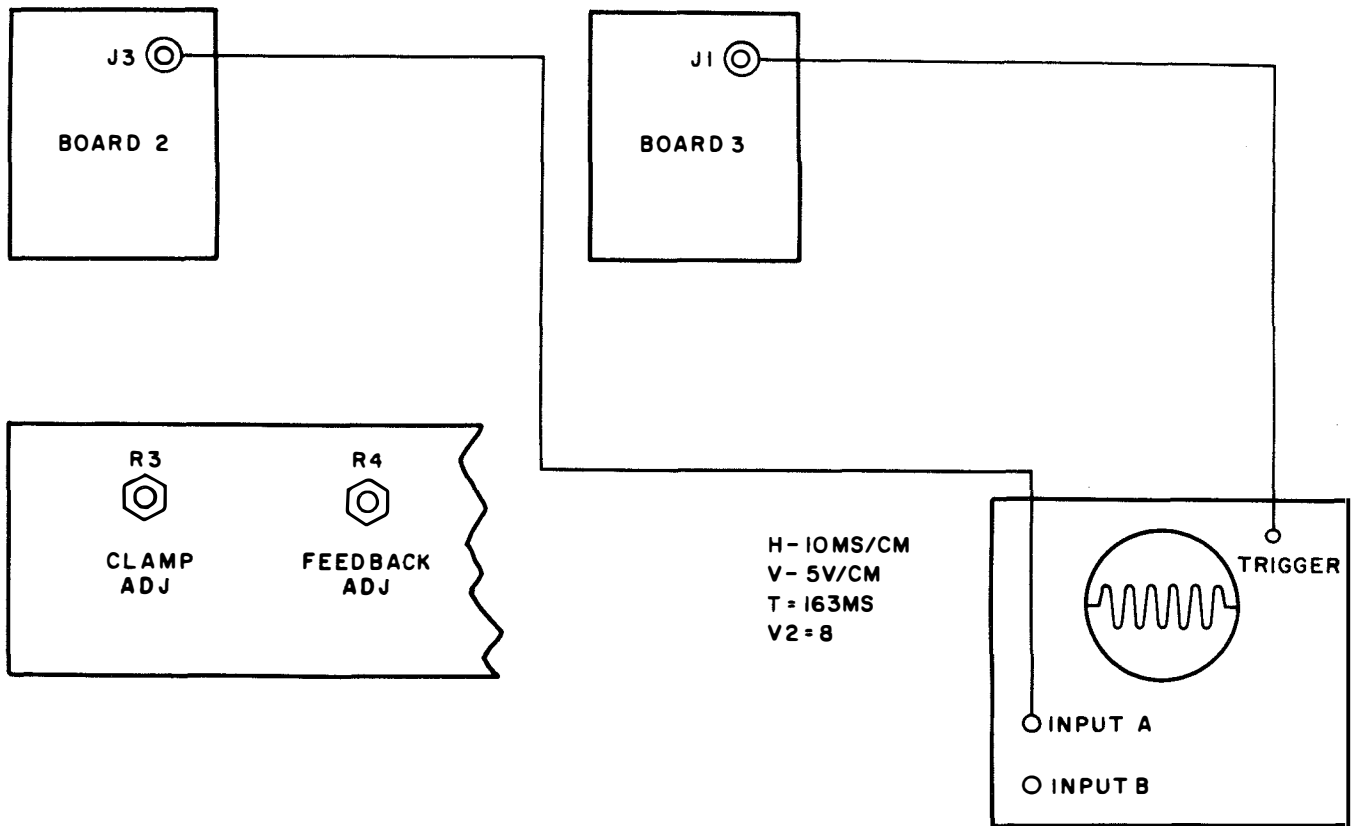 J3
BOARD 2
J1
BOARD 3
R3
CLAMP
ADJ
R4
FEEDBACK
ADJ
H-10MS/CM
V-5V/CM
T=163MS
V2=8
TRIGGER
INPUT A
INPUT B